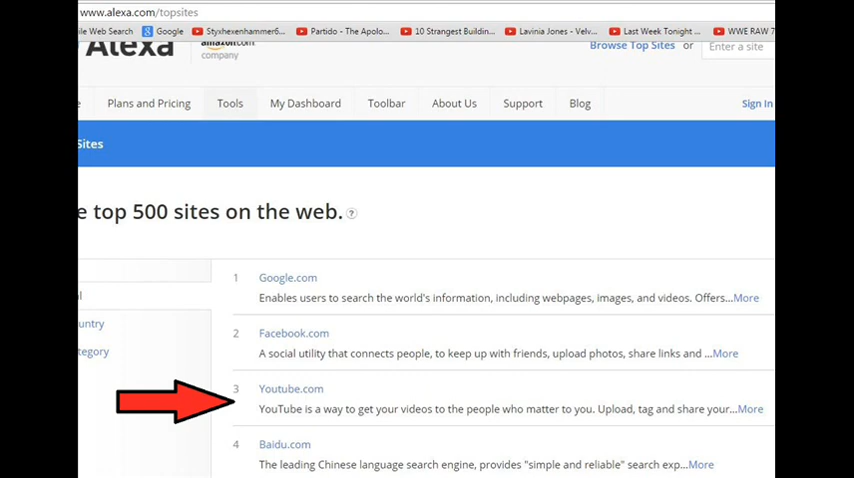 www.alexa.com/topsites
ile Web Search Google Styxhexenhammer6... Partido - The Apolo... 10 Strangest Buildin... Lavinia Jones - Velv... Last Week Tonight ... WWE RAW 7
Alexa
amazon.com
company
Browse Top Sites or Enter a site
e Plans and Pricing Tools My Dashboard Toolbar About Us Support Blog Sign In
Sites
e top 500 sites on the web. ?
1 Google.com
Enables users to search the world's information, including webpages, images, and videos. Offers...More
al
untry
2 Facebook.com
A social utility that connects people, to keep up with friends, upload photos, share links and ...More
tegory
3 Youtube.com
YouTube is a way to get your videos to the people who matter to you. Upload, tag and share your...More
4 Baidu.com
The leading Chinese language search engine, provides "simple and reliable" search exp...More